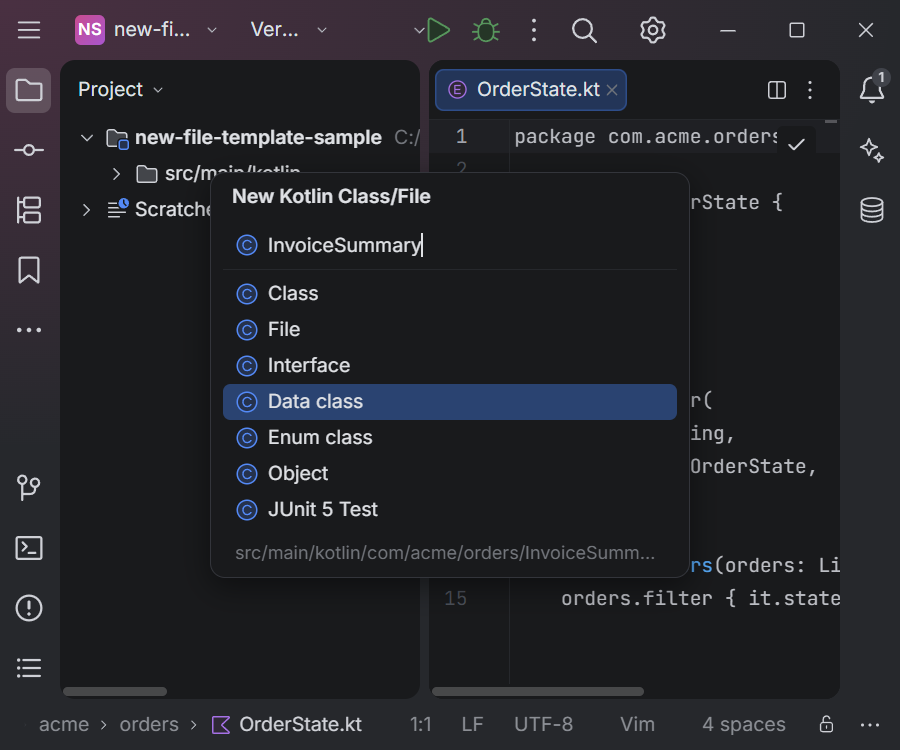 NS new-fi... Ver...
Project
OrderState.kt
1
new-file-template-sample C:/
1 package com.acme.orders
2
src/main/kotlin
Scratche
rState {
New Kotlin Class/File
InvoiceSummary
Class
File
Interface
Data class
Enum class
Object
JUnit 5 Test
src/main/kotlin/com/acme/orders/InvoiceSumm...
r(
ing,
OrderState,
rs(orders: Li
15 orders.filter { it.state
acme > orders > OrderState.kt 1:1 LF UTF-8 Vim 4 spaces